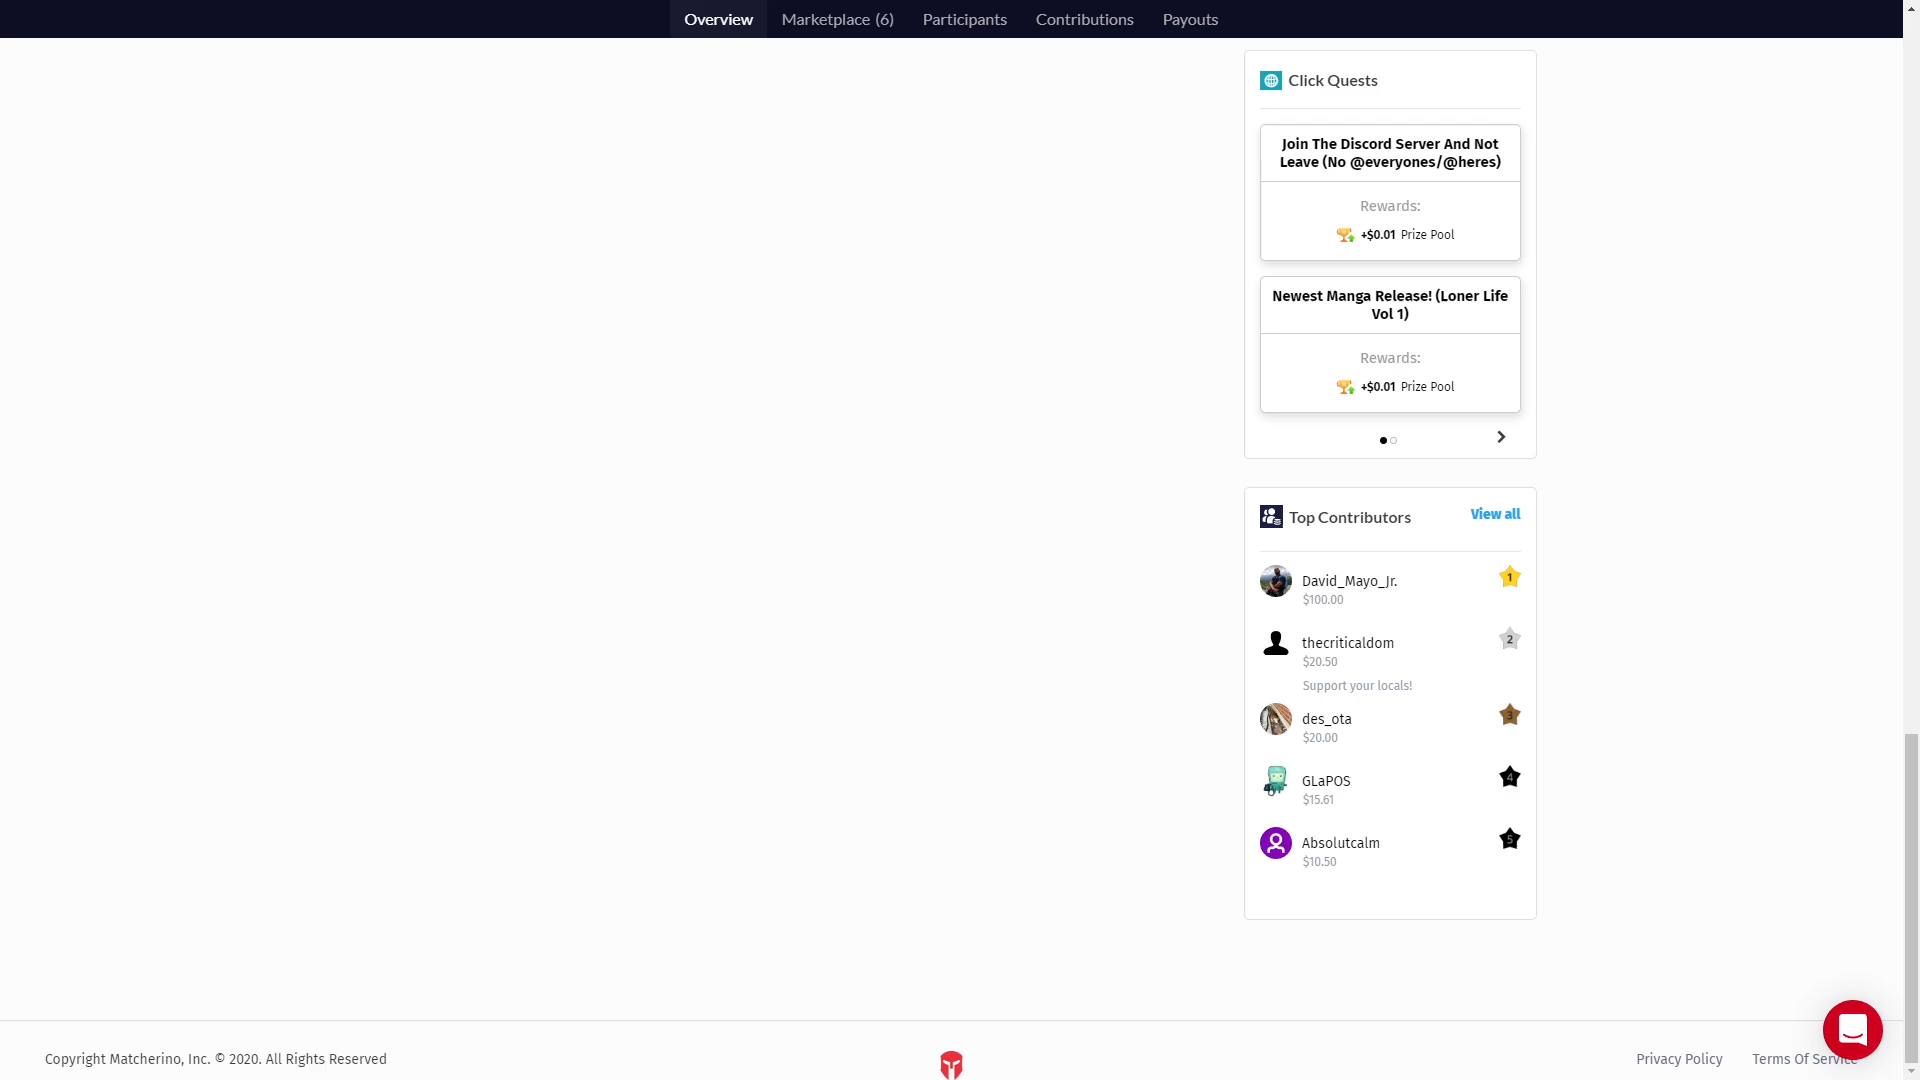 Overview
Marketplace (6)
Participants
Contributions
Payouts
Click Quests
Join The Discord Server And Not
Leave (No @everyones/@heres)
Rewards:
+$0.01 Prize Pool
Newest Manga Release! (Loner Life
Vol 1)
Rewards:
+$0.01 Prize Pool
Top Contributors
View all
David_Mayo_Jr.
$100.00
1
thecriticaldom
$20.50
2
Support your locals!
des_ota
$20.00
3
GLaPOS
$15.61
4
Absolutcalm
$10.50
5
Copyright Matcherino, Inc. © 2020. All Rights Reserved
Privacy Policy
Terms Of Service